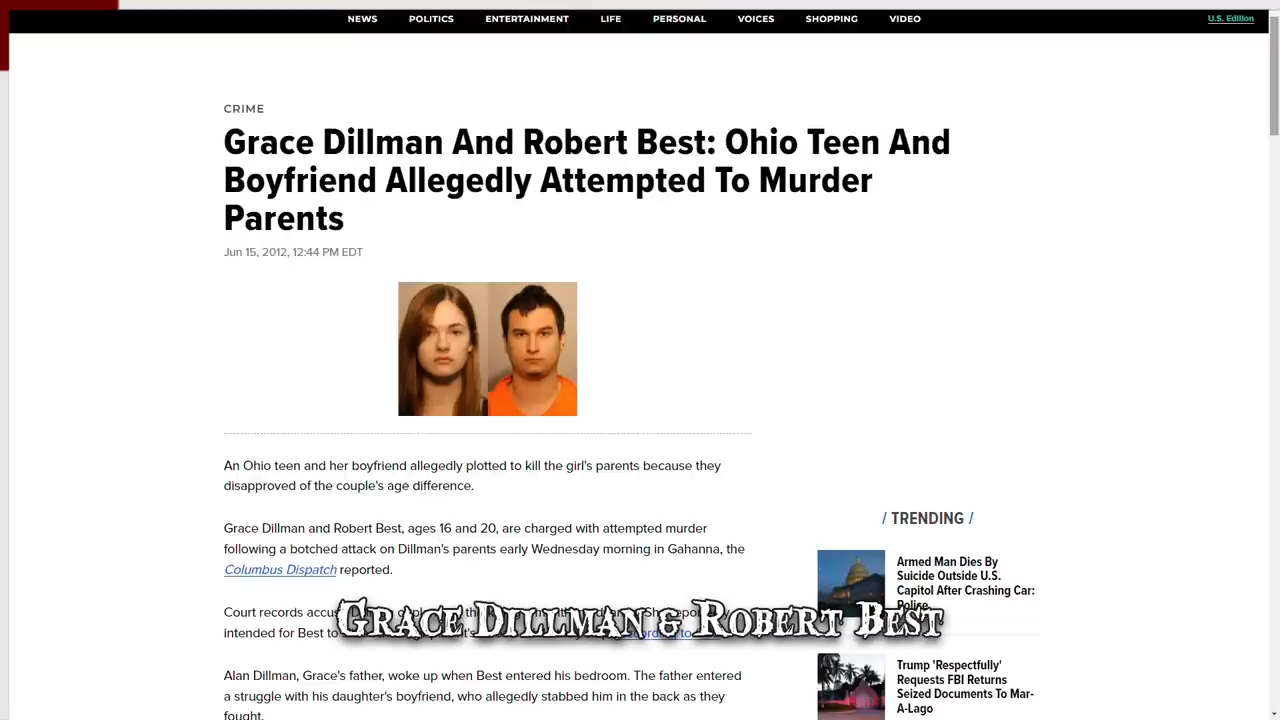 NEWS POLITICS ENTERTAINMENT LIFE PERSONAL VOICES SHOPPING VIDEO U.S. Edition
CRIME
Grace Dillman And Robert Best: Ohio Teen And
Boyfriend Allegedly Attempted To Murder
Parents
Jun 15, 2012, 12:44 PM EDT
An Ohio teen and her boyfriend allegedly plotted to kill the girl's parents because they
disapproved of the couple's age difference.
Grace Dillman and Robert Best, ages 16 and 20, are charged with attempted murder
following a botched attack on Dillman's parents early Wednesday morning in Gahanna, the
Columbus Dispatch reported.
Court records
intended for Best to
GRACE DILLMAN & ROBERT BEST
Alan Dillman, Grace's father, woke up when Best entered his bedroom. The father entered
a struggle with his daughter's boyfriend, who allegedly stabbed him in the back as they
fought.
/ TRENDING /
Armed Man Dies By
Suicide Outside U.S.
Capitol After Crashing Car:
Police
Trump 'Respectfully'
Requests FBI Returns
Seized Documents To Mar-
A-Lago